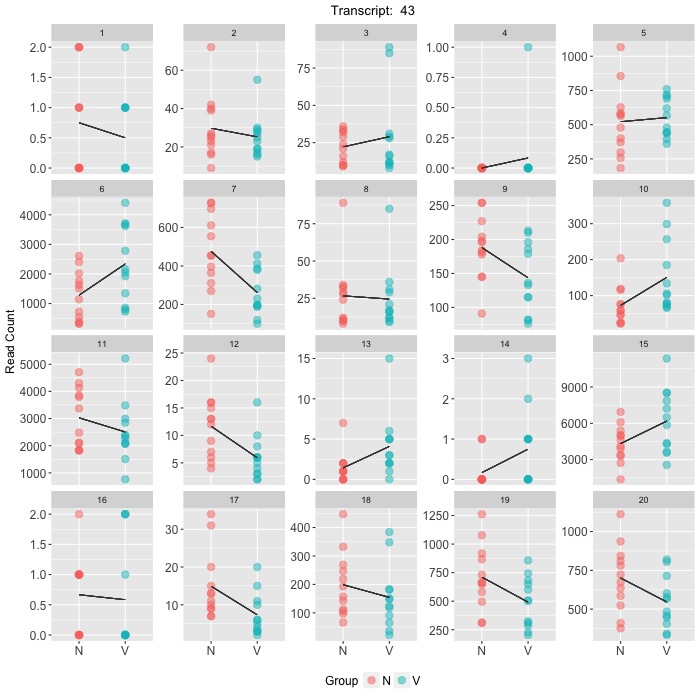 Transcript: 43
1 2 3 4 5
2.0 60 75 1.00 1000
1.5 0.75 750
1.0 40 50 0.50 500
0.5 20 25 0.25 250
0.0 0.00
6 7 8 9 10
4000 600 75 250 300
3000 200 200
2000 400 50 150 100
1000 200 25 100
Read Count
11 12 13 14 15
5000 25 15 3 9000
4000 20 10 2 6000
3000 15 5 1 3000
2000 10 0 0
1000 5
16 17 18 19 20
2.0 30 400 1250 1000
1.5 20 300 1000 750
1.0 10 200 750 500
0.5 100 500
0.0 250
N V N V N V N V N V
Group N V